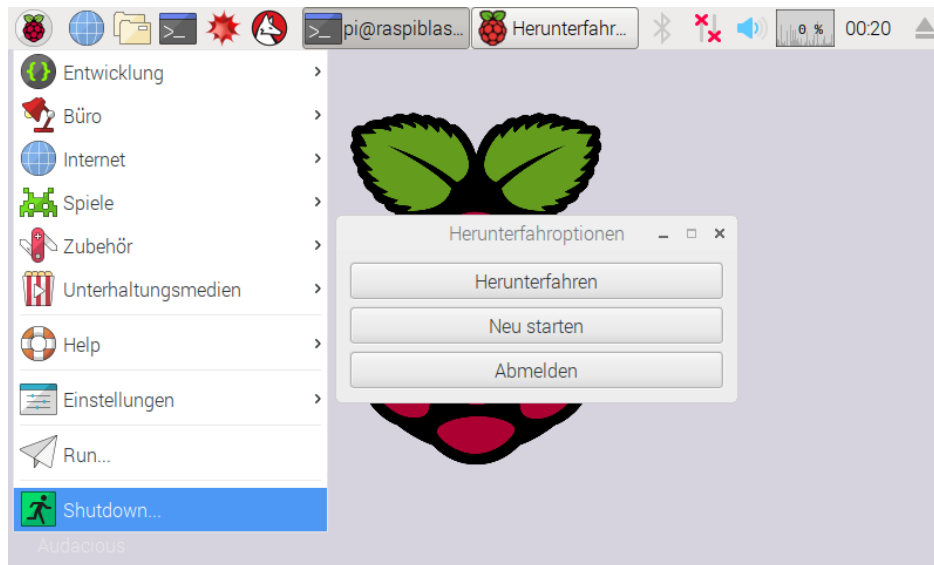 pi@raspiblas... Herunterfahr... 0 % 00:20
Entwicklung
Büro
Internet
Spiele
Zubehör
Unterhaltungsmedien
Help
Einstellungen
Run...
Shutdown...
Audacious
Herunterfahroptionen
Herunterfahren
Neu starten
Abmelden